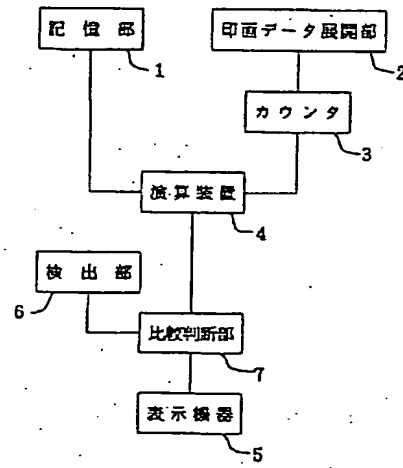 記憶部
1
印画データ展開部
2
カウンタ
3
演算装置
4
検出部
6
比較判断部
7
表示機器
5